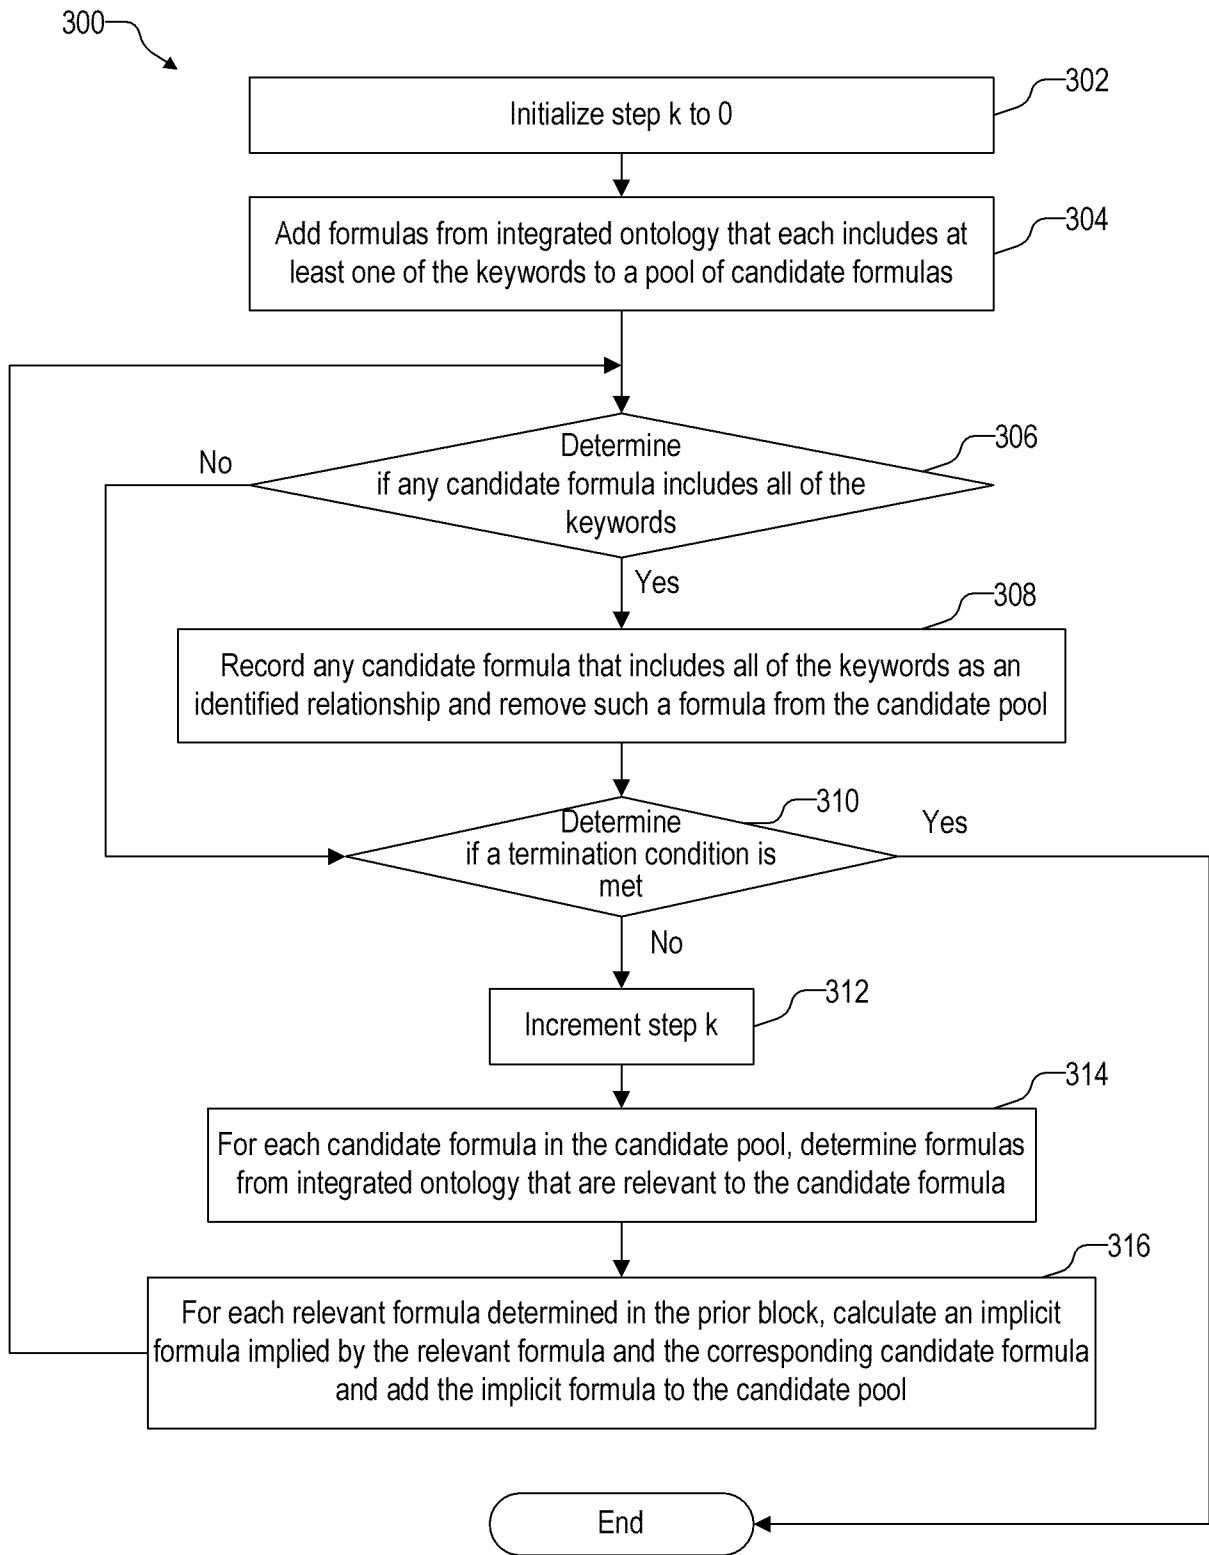 300
302
Initialize step k to 0
304
Add formulas from integrated ontology that each includes at
least one of the keywords to a pool of candidate formulas
306
No
Determine
if any candidate formula includes all of the
keywords
Yes
308
Record any candidate formula that includes all of the keywords as an
identified relationship and remove such a formula from the candidate pool
310
Yes
Determine
if a termination condition is
met
No
312
Increment step k
314
For each candidate formula in the candidate pool, determine formulas
from integrated ontology that are relevant to the candidate formula
316
For each relevant formula determined in the prior block, calculate an implicit
formula implied by the relevant formula and the corresponding candidate formula
and add the implicit formula to the candidate pool
End